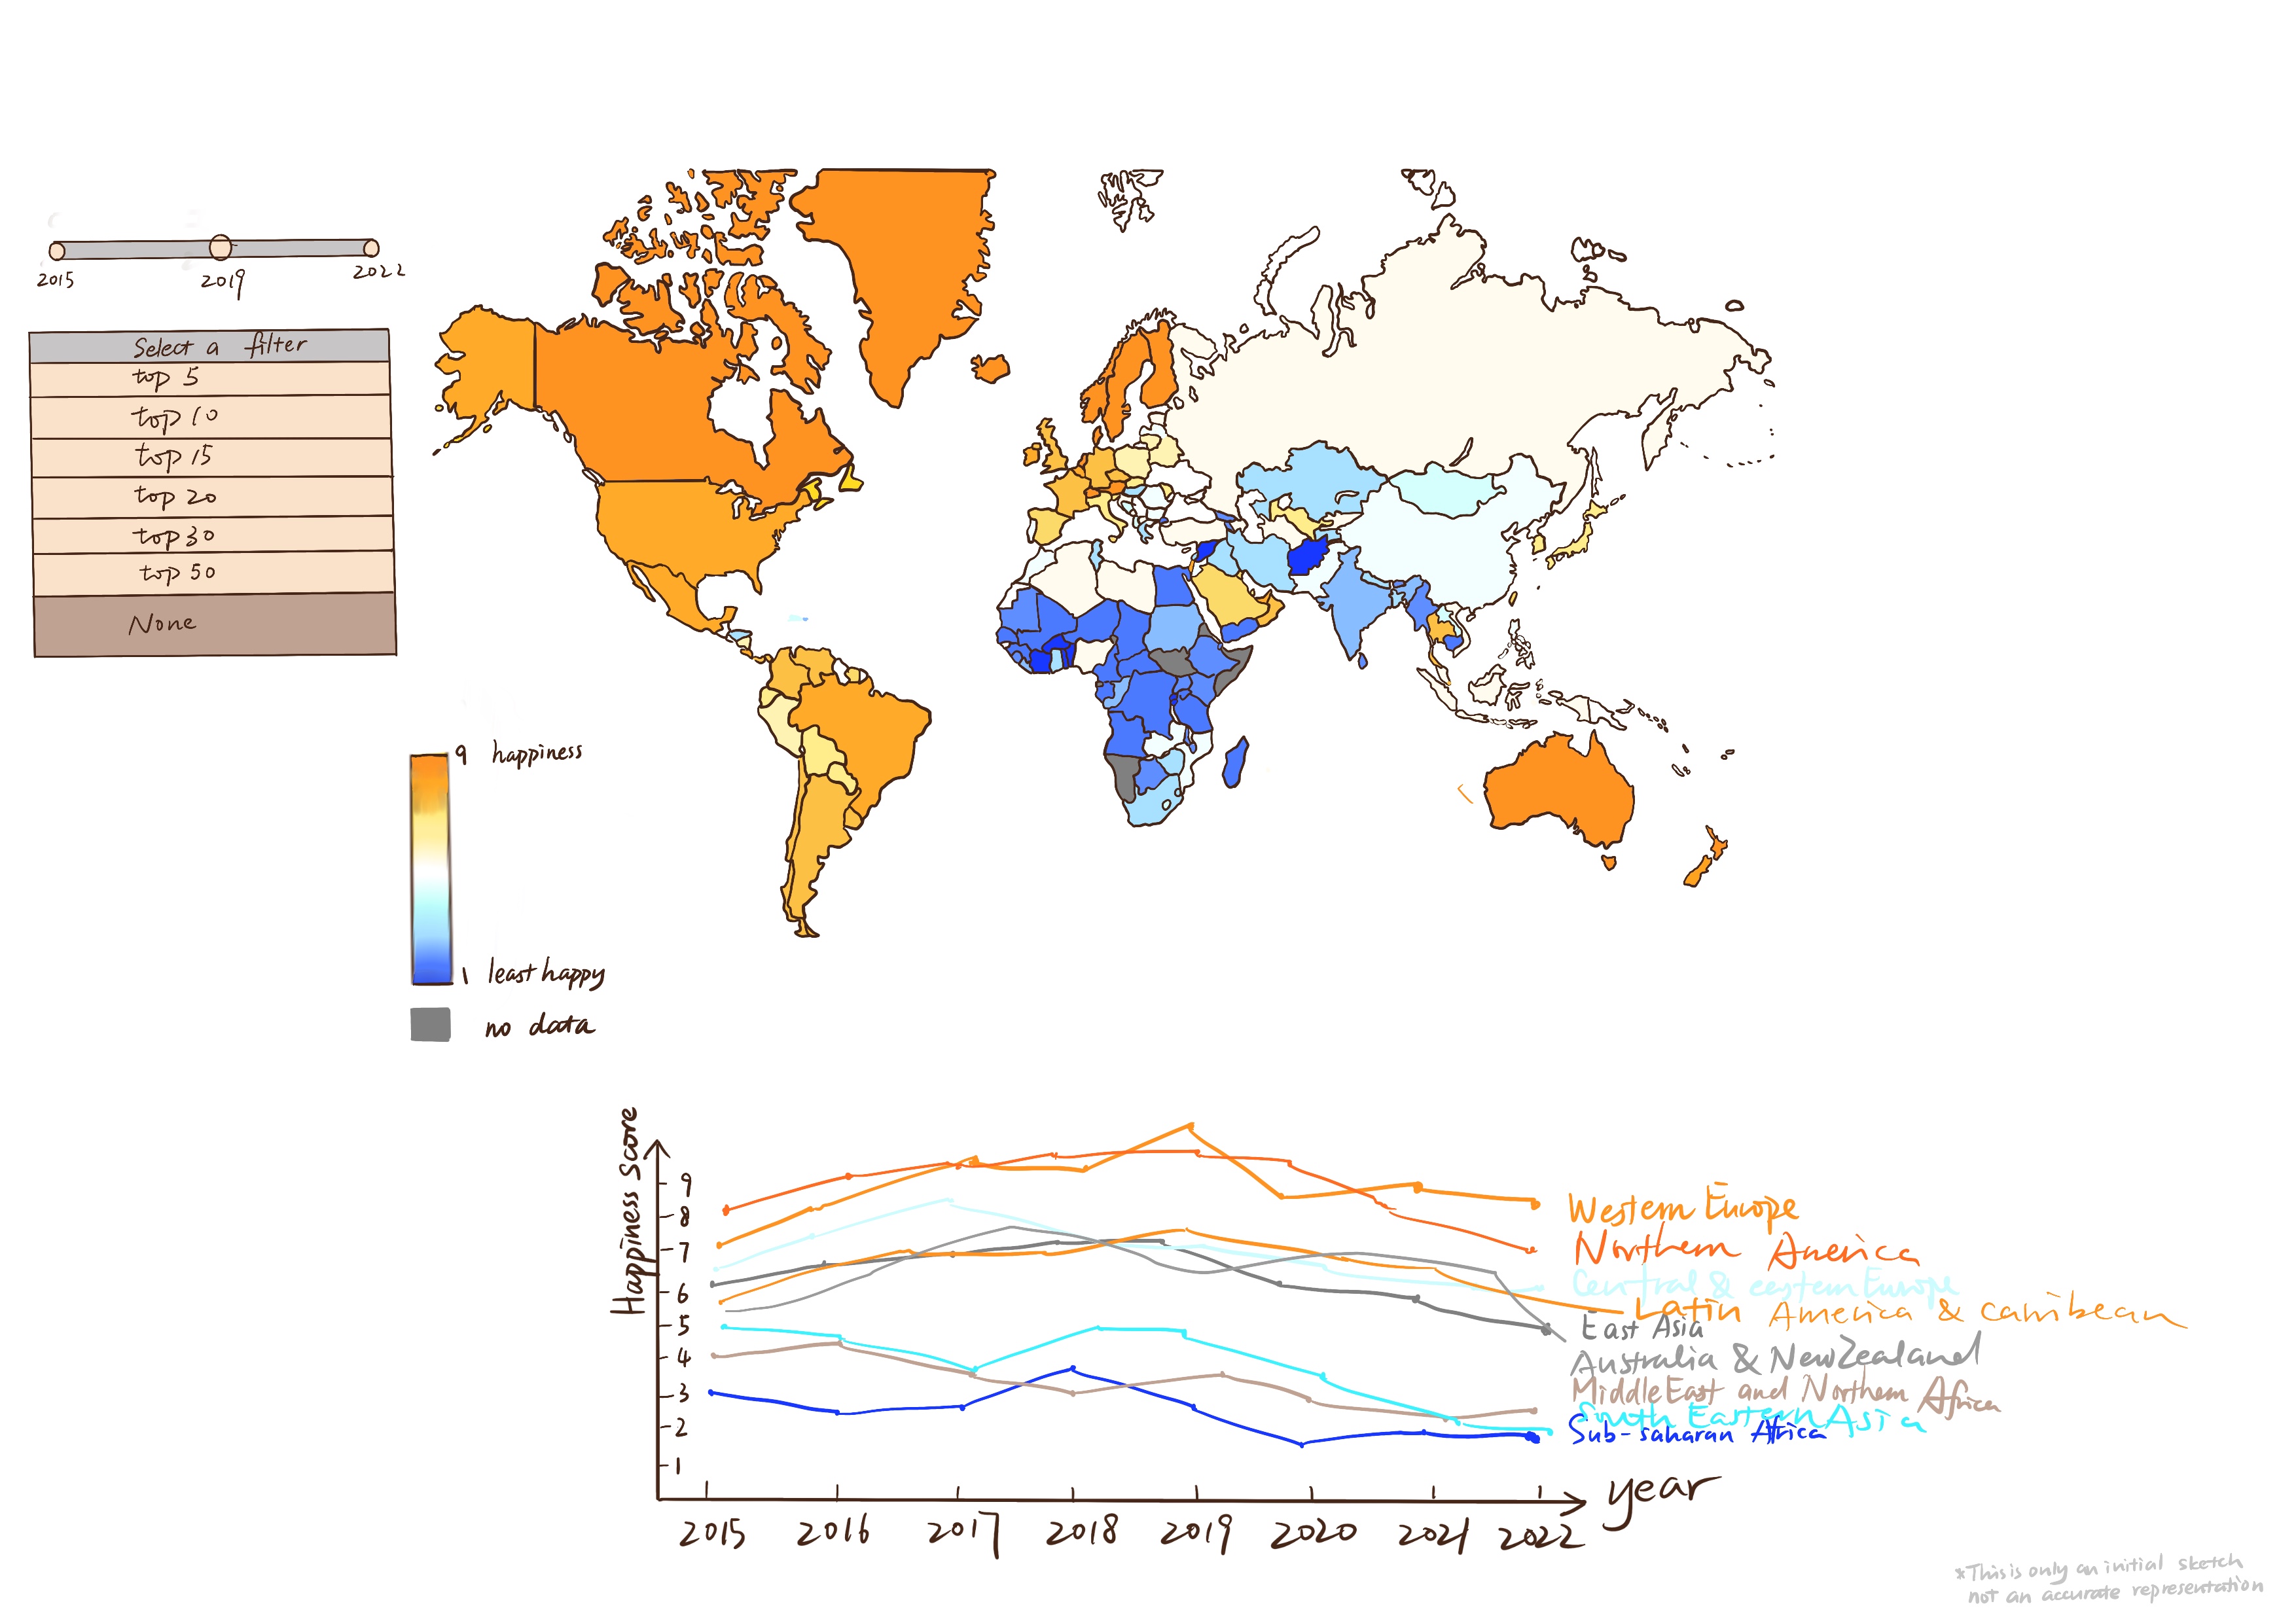 2015
2019
2022
Select a filter
top 5
top 10
top 15
top 20
top 30
top 50
None
9 happiness
1 least happy
no data
Happiness Score
9
8
7
6
5
4
3
2
1
Western Europe
Northern America
Central & eastern Europe
Latin America & carribean
East Asia
Australia & New Zealand
Middle East and Northern Africa
South Eastern Asia
Sub-saharan Africa
year
2015 2016 2017 2018 2019 2020 2021 2022
*This is only an initial sketch
not an accurate representation